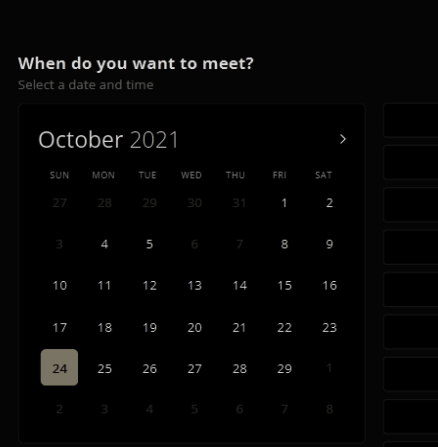 When do you want to meet?
Select a date and time
October 2021
SUN MON TUE WED THU FRI SAT
27 28 29 30 31 1 2
3 4 5 6 7 8 9
10 11 12 13 14 15 16
17 18 19 20 21 22 23
24 25 26 27 28 29 1
2 3 4 5 6 7 8